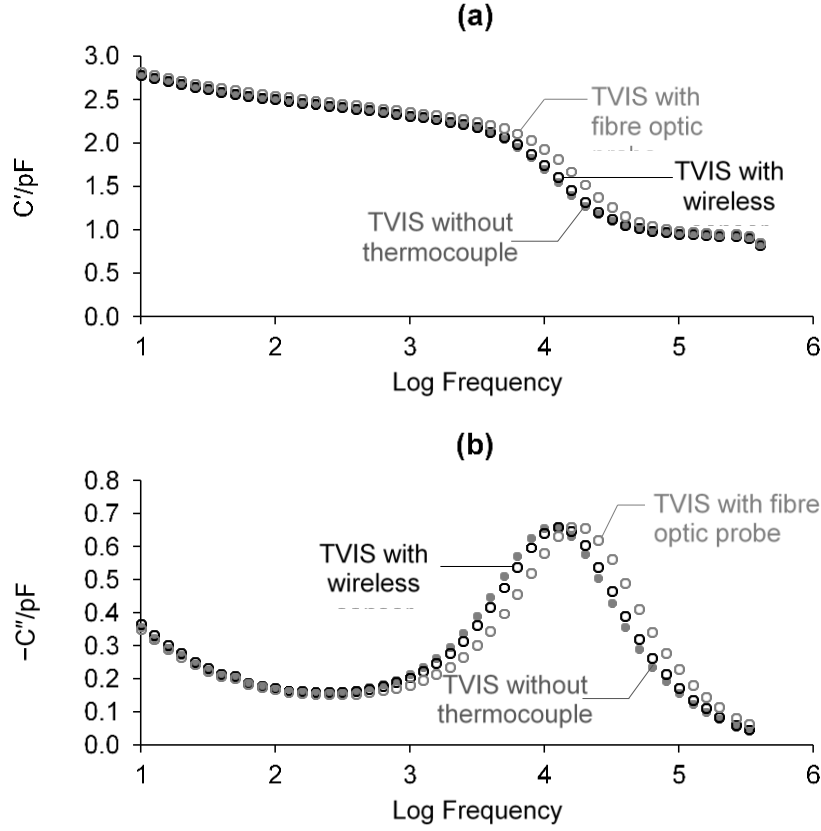 (a)
3.0
2.5
2.0
1.5
1.0
0.5
0.0
C'/pF
TVIS with
fibre optic
TVIS with
wireless
TVIS without
thermocouple
1 2 3 4 5 6
Log Frequency
(b)
0.8
0.7
0.6
0.5
0.4
0.3
0.2
0.1
0.0
−C″/pF
TVIS with
wireless
TVIS with fibre
optic probe
TVIS without
thermocouple
1 2 3 4 5 6
Log Frequency